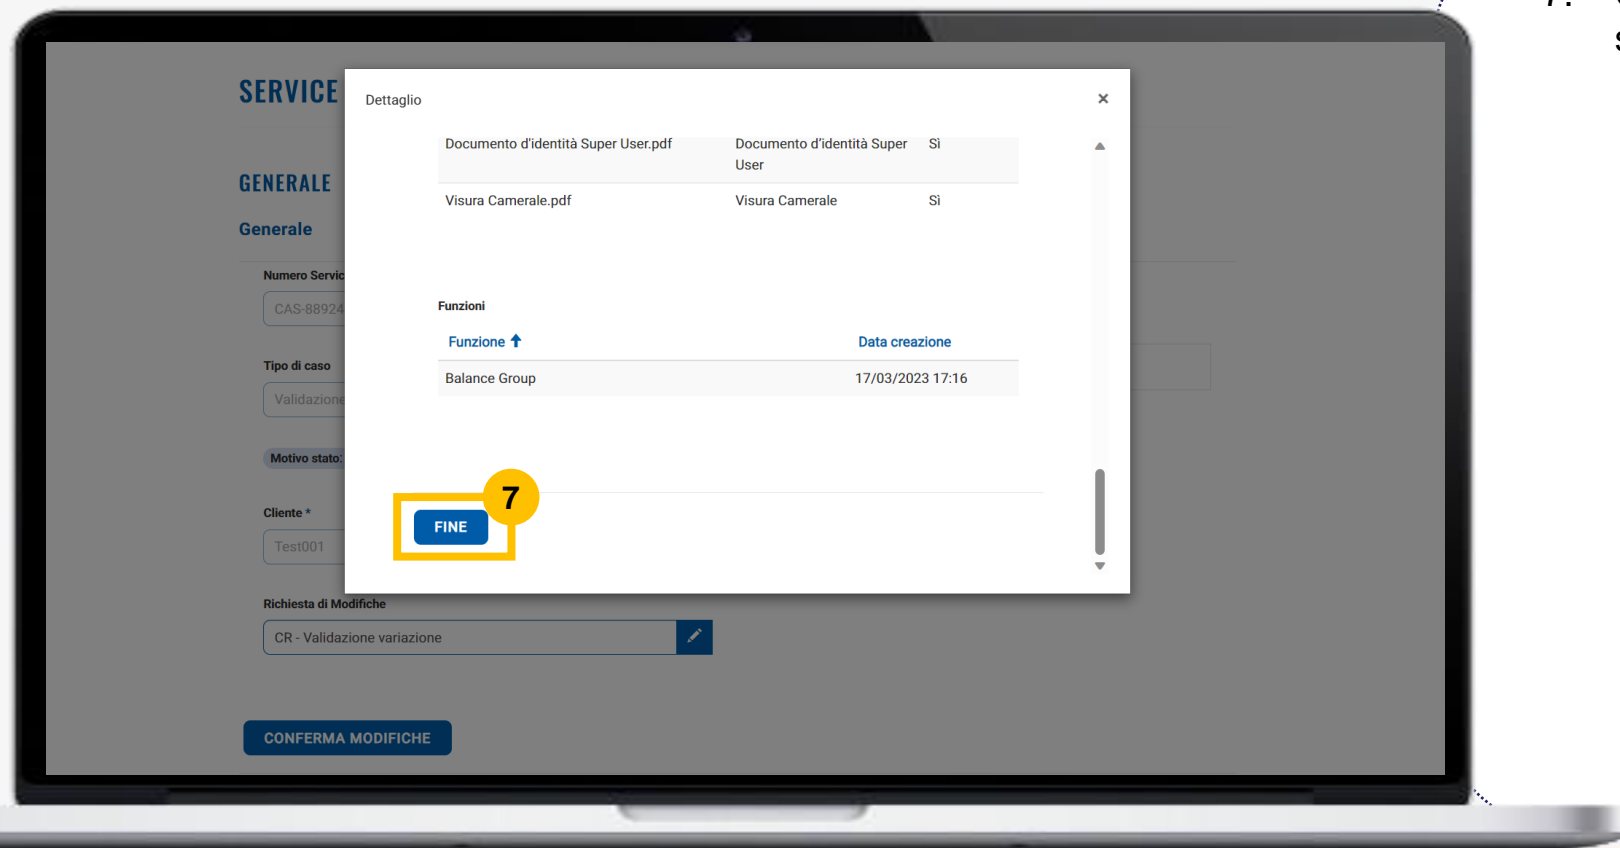 7.
SERVICE
Dettaglio ×
Documento d'identità Super User.pdf Documento d'identità Super User Sì
Visura Camerale.pdf Visura Camerale Sì
GENERALE
Generale
Numero Servic
CAS-88924
Funzioni
Funzione Data creazione
Balance Group 17/03/2023 17:16
Tipo di caso
Validazione
Motivo stato:
7
FINE
Cliente *
Test001
Richiesta di Modifiche
CR - Validazione variazione
CONFERMA MODIFICHE